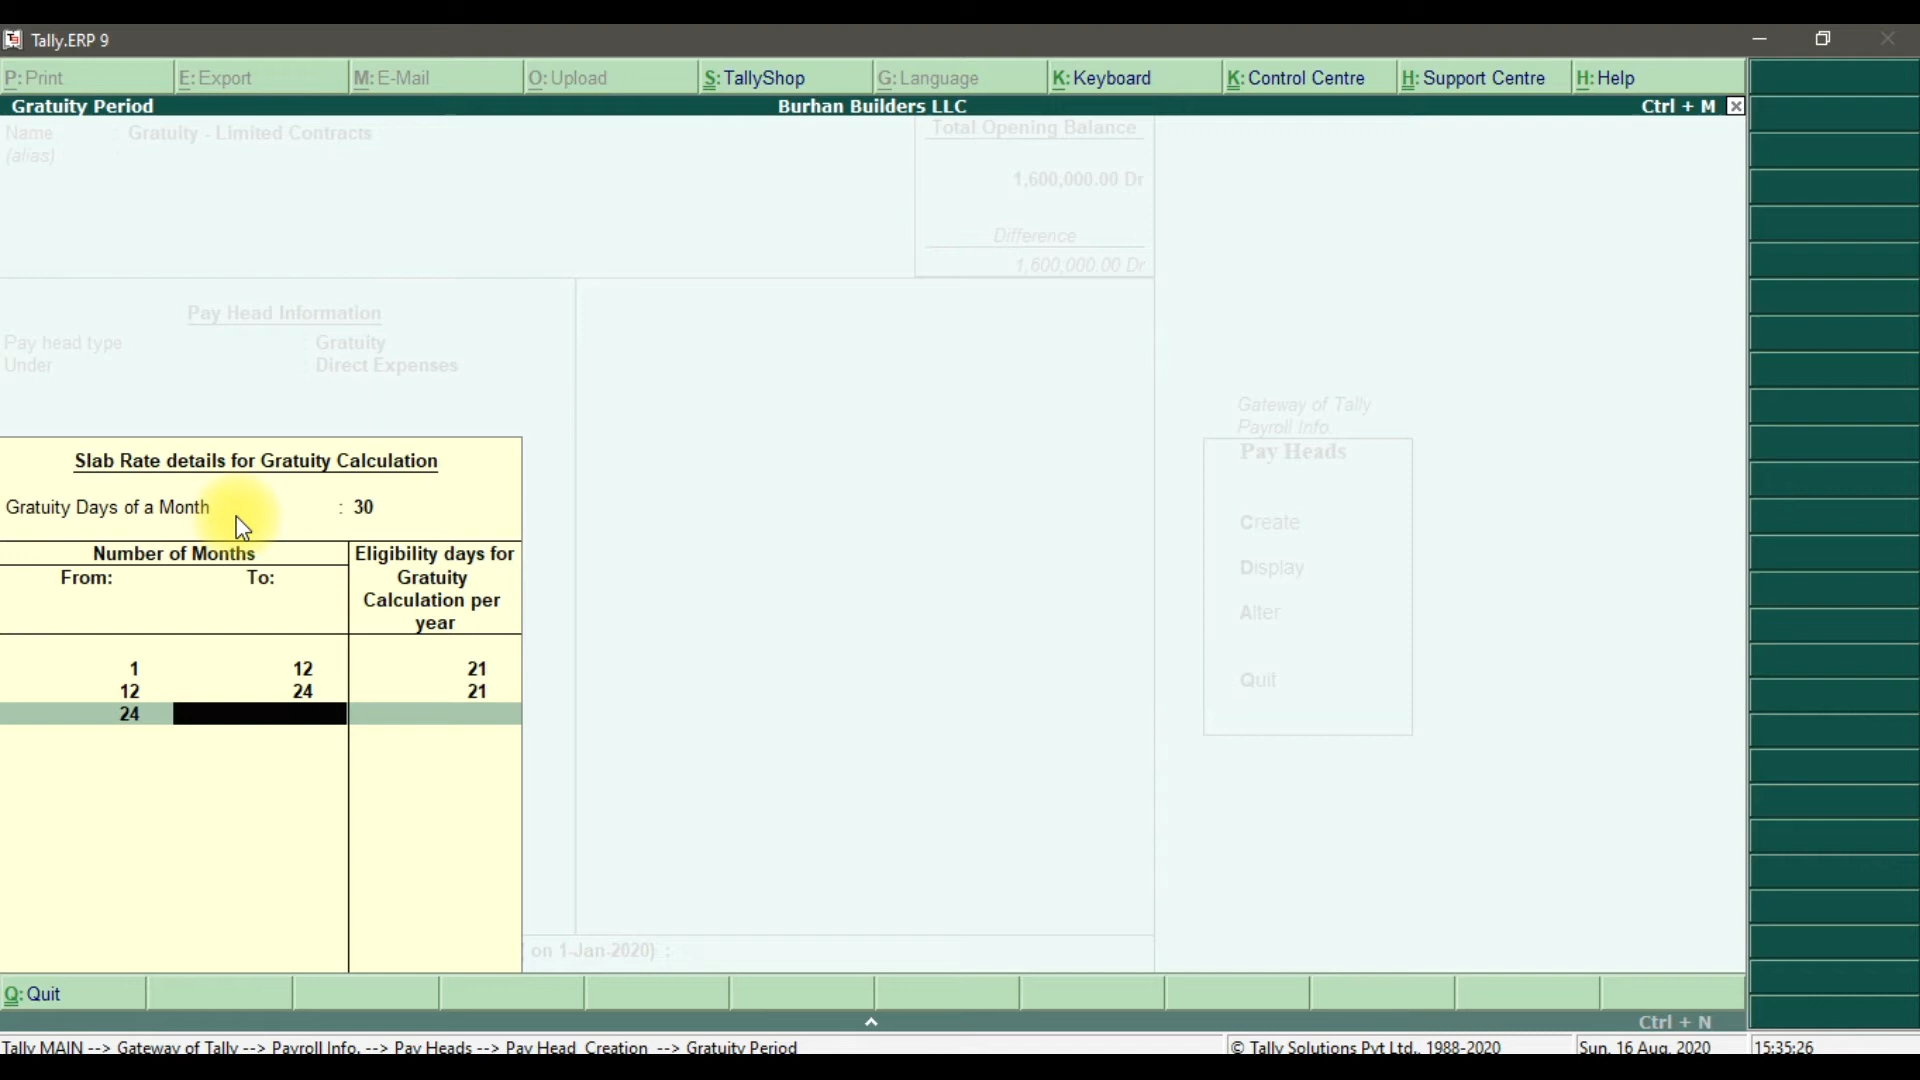 Tally.ERP 9
P: Print E: Export M: E-Mail O: Upload S: TallyShop G: Language K: Keyboard K: Control Centre H: Support Centre H: Help
Gratuity Period Burhan Builders LLC Ctrl + M
Name : Gratuity - Limited Contracts
(alias)
Total Opening Balance
1,600,000.00 Dr
Difference
1,600,000.00 Dr
Pay Head Information
Pay head type : Gratuity
Under : Direct Expenses
Gateway of Tally
Payroll Info.
Pay Heads
Create
Display
Alter
Quit
Slab Rate details for Gratuity Calculation
Gratuity Days of a Month : 30
Number of Months
From: To:
Eligibility days for
Gratuity
Calculation per
year
1 12 21
12 24 21
24
on 1-Jan-2020) :
Q: Quit
Ctrl + N
Tally MAIN --> Gateway of Tally --> Payroll Info. --> Pay Heads --> Pay Head Creation --> Gratuity Period
© Tally Solutions Pvt Ltd., 1988-2020
Sun, 16 Aug, 2020
15:35:26